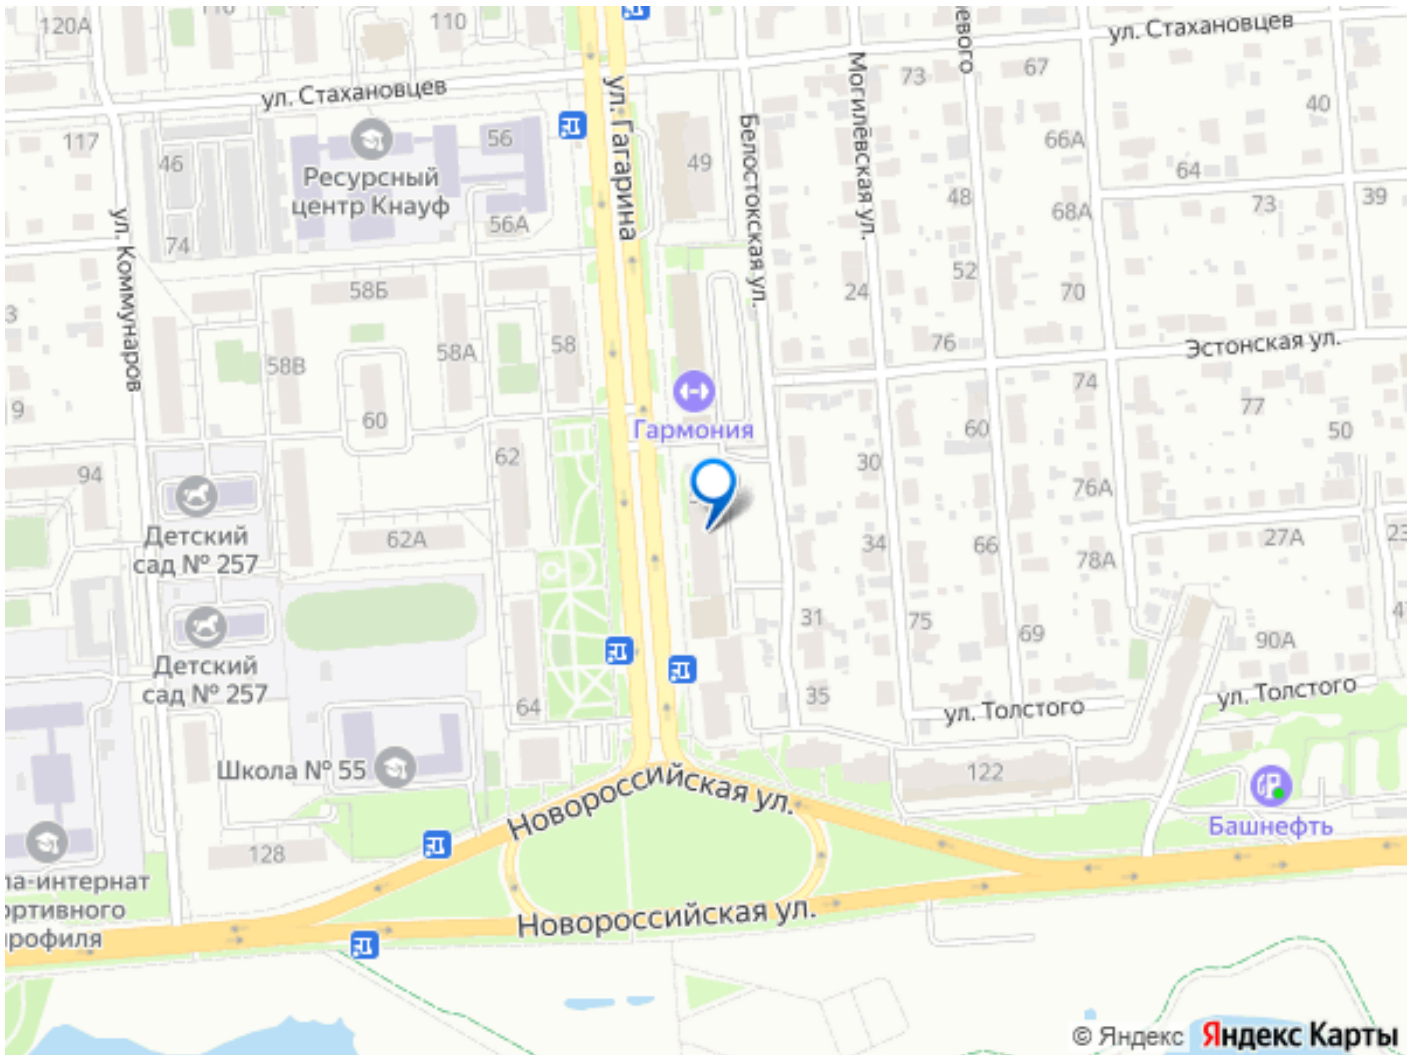 120А
110
ул. Стахановцев
ул. Стахановцев
ул. Гагарина
Белостокская ул.
Могилёвская ул.
73
67
40
117
46
56
49
66А
64
Ресурсный
центр Кнауф
56А
48
68А
73
39
74
ул. Коммунаров
58Б
24
52
70
3
58В
58А
58
76
Эстонская ул.
74
9
60
Гармония
60
77
50
94
62
30
76А
Детский
сад № 257
62А
34
66
78А
27А
23
31
75
69
90А
Детский
сад № 257
64
35
ул. Толстого
ул. Толстого
Школа № 55
122
Новороссийская ул.
Башнефть
128
па-интернат
ортивного
рофиля
Новороссийская ул.
© Яндекс Яндекс Карты